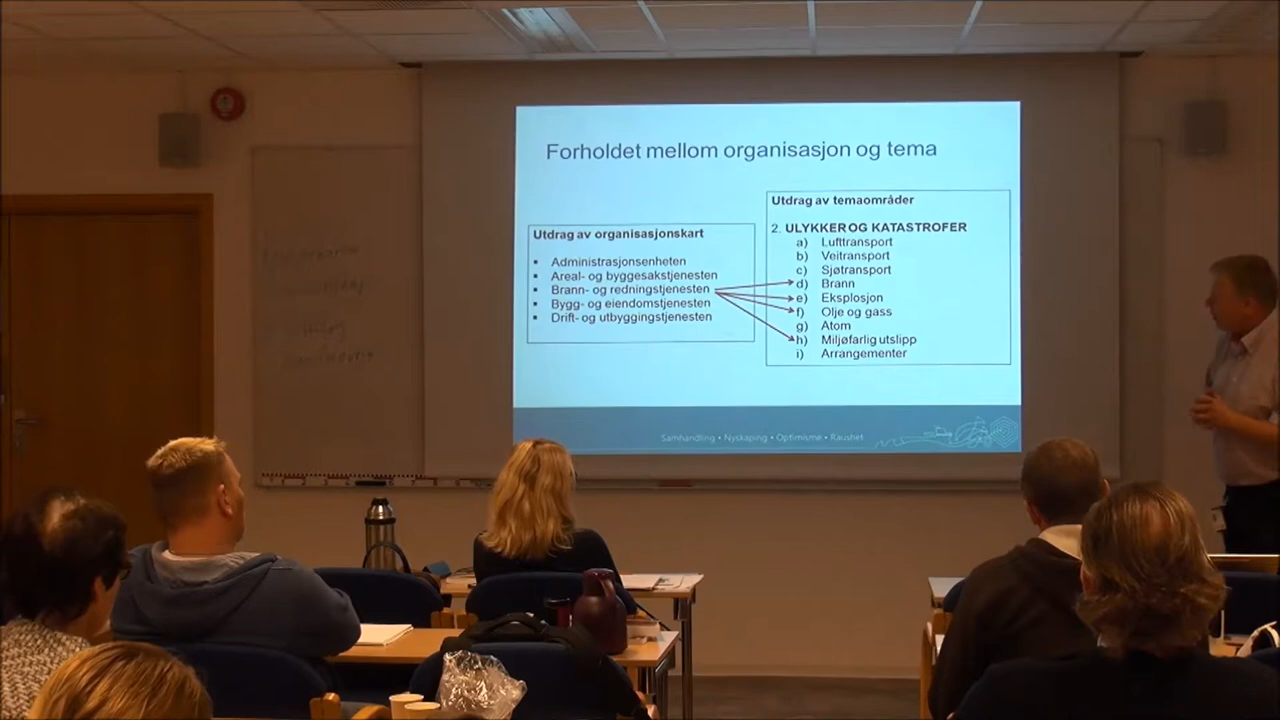 Forholdet mellom organisasjon og tema
Utdrag av organisasjonskart
▪ Administrasjonsenheten
▪ Areal- og byggesakstjenesten
▪ Brann- og redningstjenesten
▪ Bygg- og eiendomstjenesten
▪ Drift- og utbyggingstjenesten
Utdrag av temaområder
2. ULYKKER OG KATASTROFER
a) Lufttransport
b) Veitransport
c) Sjøtransport
d) Brann
e) Eksplosjon
f) Olje og gass
g) Atom
h) Miljøfarlig utslipp
i) Arrangementer
Samhandling • Nyskaping • Optimisme • Raushet